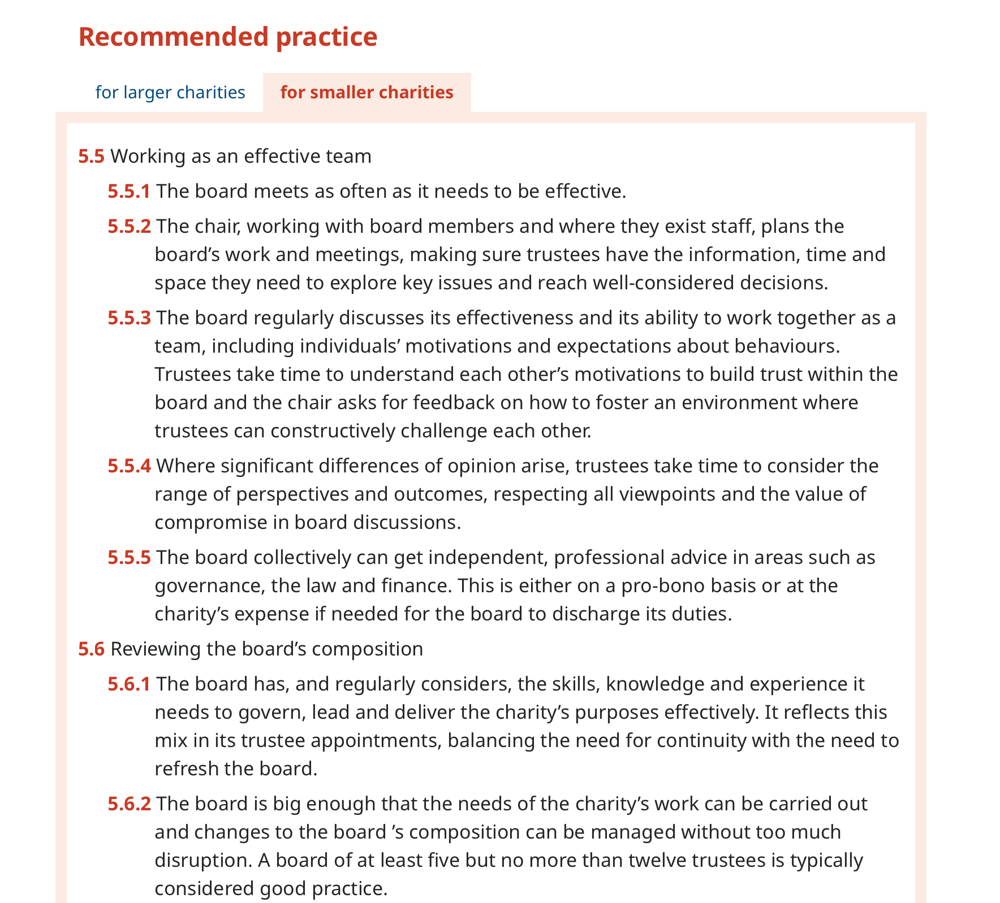 Recommended practice
for larger charities
for smaller charities
5.5 Working as an effective team
5.5.1 The board meets as often as it needs to be effective.
5.5.2 The chair, working with board members and where they exist staff, plans the
board’s work and meetings, making sure trustees have the information, time and
space they need to explore key issues and reach well-considered decisions.
5.5.3 The board regularly discusses its effectiveness and its ability to work together as a
team, including individuals’ motivations and expectations about behaviours.
Trustees take time to understand each other’s motivations to build trust within the
board and the chair asks for feedback on how to foster an environment where
trustees can constructively challenge each other.
5.5.4 Where significant differences of opinion arise, trustees take time to consider the
range of perspectives and outcomes, respecting all viewpoints and the value of
compromise in board discussions.
5.5.5 The board collectively can get independent, professional advice in areas such as
governance, the law and finance. This is either on a pro-bono basis or at the
charity’s expense if needed for the board to discharge its duties.
5.6 Reviewing the board’s composition
5.6.1 The board has, and regularly considers, the skills, knowledge and experience it
needs to govern, lead and deliver the charity’s purposes effectively. It reflects this
mix in its trustee appointments, balancing the need for continuity with the need to
refresh the board.
5.6.2 The board is big enough that the needs of the charity’s work can be carried out
and changes to the board ’s composition can be managed without too much
disruption. A board of at least five but no more than twelve trustees is typically
considered good practice.